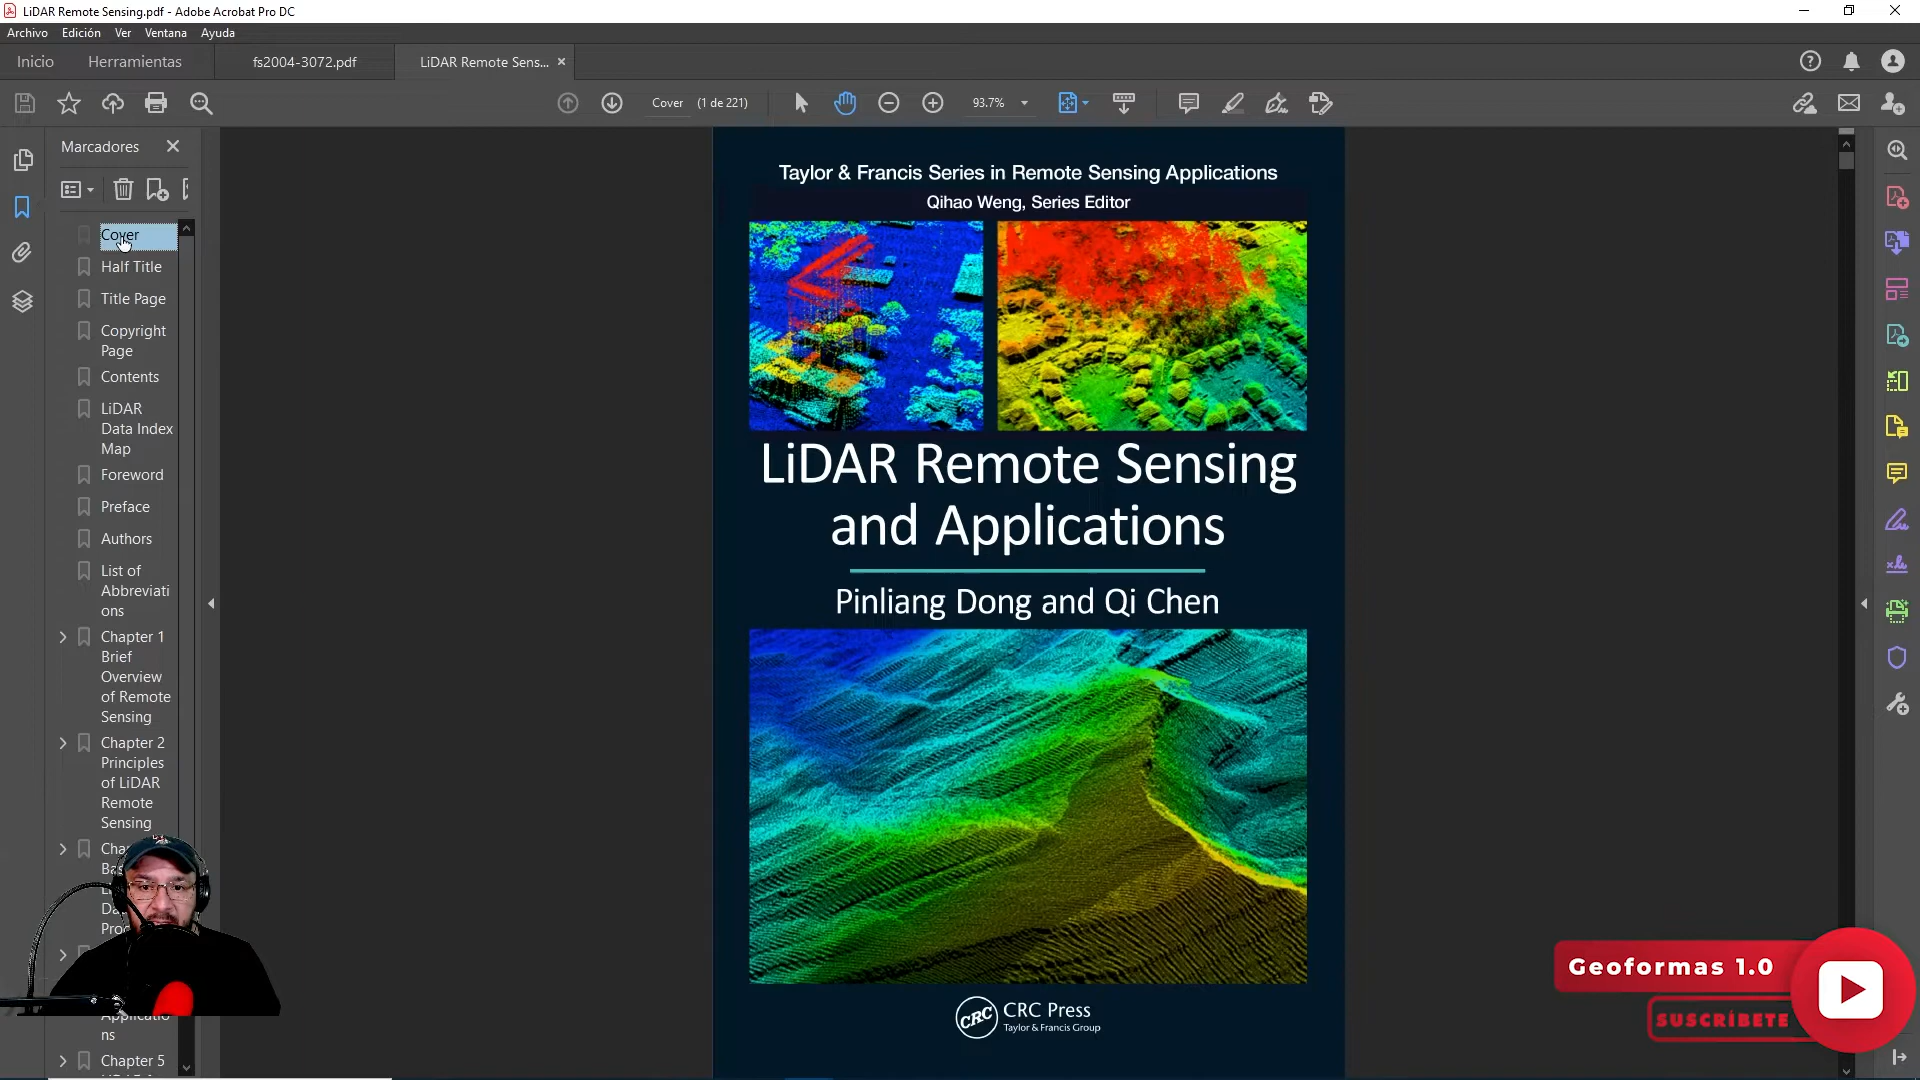 LiDAR Remote Sensing.pdf - Adobe Acrobat Pro DC
Archivo Edición Ver Ventana Ayuda
Inicio Herramientas fs2004-3072.pdf LiDAR Remote Sens...
Cover (1 de 221) 93.7%
Marcadores
Cover
Half Title
Title Page
Copyright
Page
Contents
LiDAR
Data Index
Map
Foreword
Preface
Authors
List of
Abbreviati
ons
Chapter 1
Brief
Overview
of Remote
Sensing
Chapter 2
Principles
of LiDAR
Remote
Sensing
ns
Chapter 5
Taylor & Francis Series in Remote Sensing Applications
Qihao Weng, Series Editor
LiDAR Remote Sensing
and Applications
Pinliang Dong and Qi Chen
CRC CRC Press
Taylor & Francis Group
Geoformas 1.0
SUSCRÍBETE